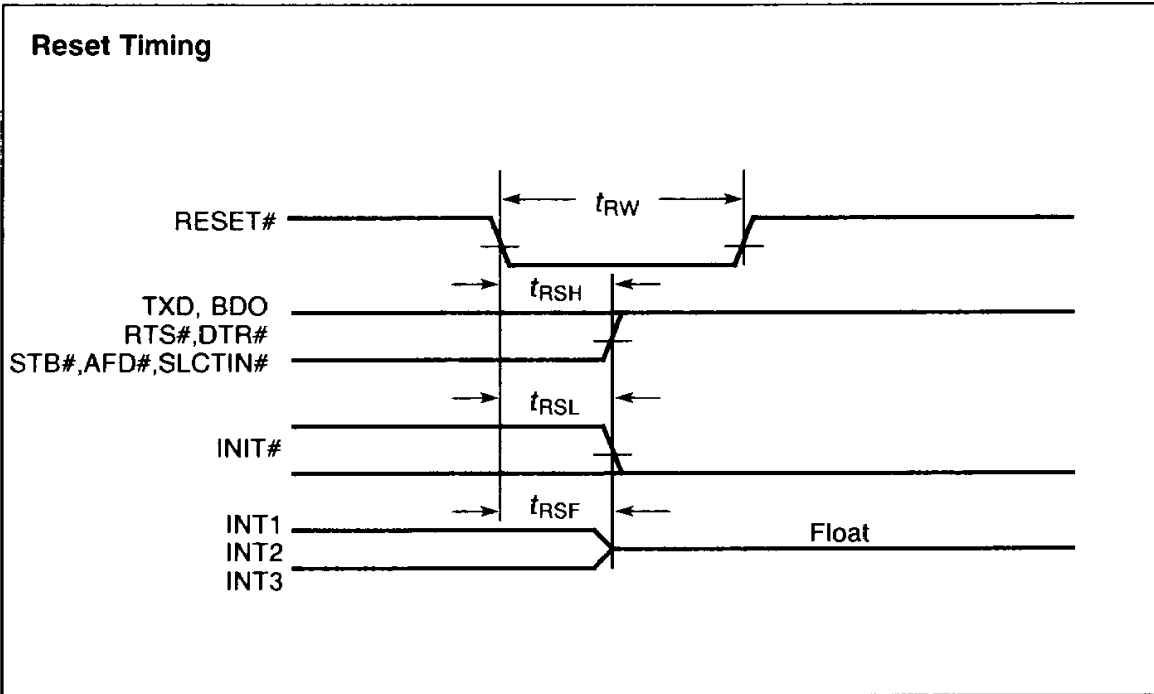 Reset Timing
tRW
RESET#
tRSH
TXD, BDO
RTS#,DTR#
STB#,AFD#,SLCTIN#
tRSL
INIT#
tRSF
INT1
Float
INT2
INT3